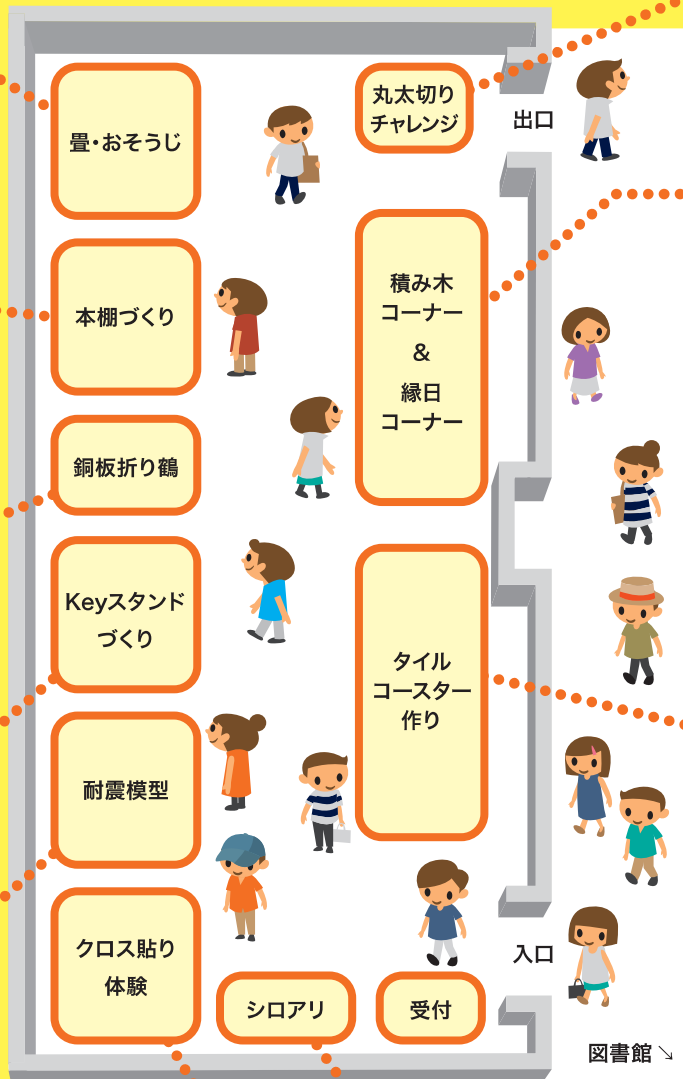 畳・おそうじ
丸太切り
チャレンジ
出口
本棚づくり
積み木
コーナー
&
縁日
コーナー
銅板折り鶴
Keyスタンド
づくり
タイル
コースター
作り
耐震模型
クロス貼り
体験
シロアリ
受付
入口
図書館↘